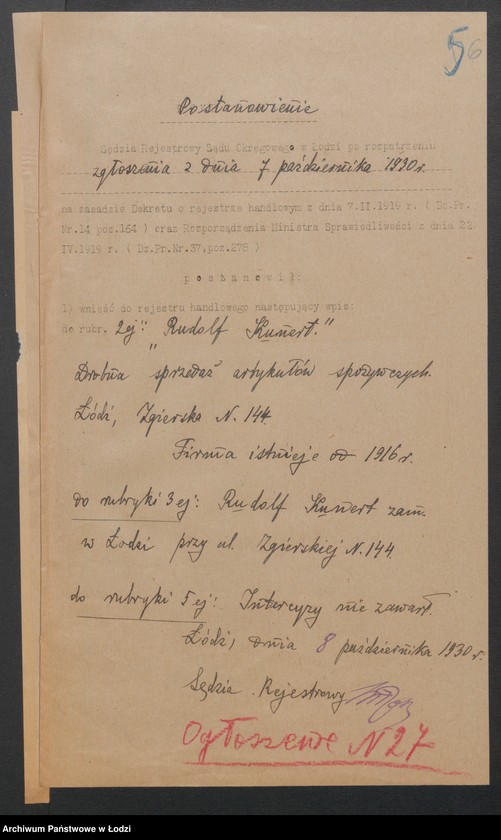 56
Postanowienie
Sędzia Rejestrowy Sądu Okręgowego w Łodzi po rozpatrzeniu
zgłoszenia z dnia 7 października 1930 r.
na zasadzie Dekretu o rejestrze handlowym z dnia 7.II.1919 r ( Dz.Pr.
Nr.14 poz.164 ) oraz Rozporządzenia Ministra Sprawiedliwości z dnia 22
IV.1919 r. ( Dz.Pr.Nr.37,poz.278 )
p o s t a n o w i ł:
1) wnieść do rejestru handlowego następujący wpis:
do rubr. 2ej: "Rudolf Kunert."
Drobna sprzedaż artykułów spożywczych.
Łódź, Zgierska N. 144.
Firma istnieje od 1916 r.
do rubryki 3 ej: Rudolf Kunert zam.
w Łodzi przy ul. Zgierskiej N. 144.
do rubryki 5 ej: Intercyzy nie zawarł.
Łódź, dnia 8 października 1930 r.
Sędzia Rejestrowy
Ogłoszenie N 27
Archiwum Państwowe w Łodzi